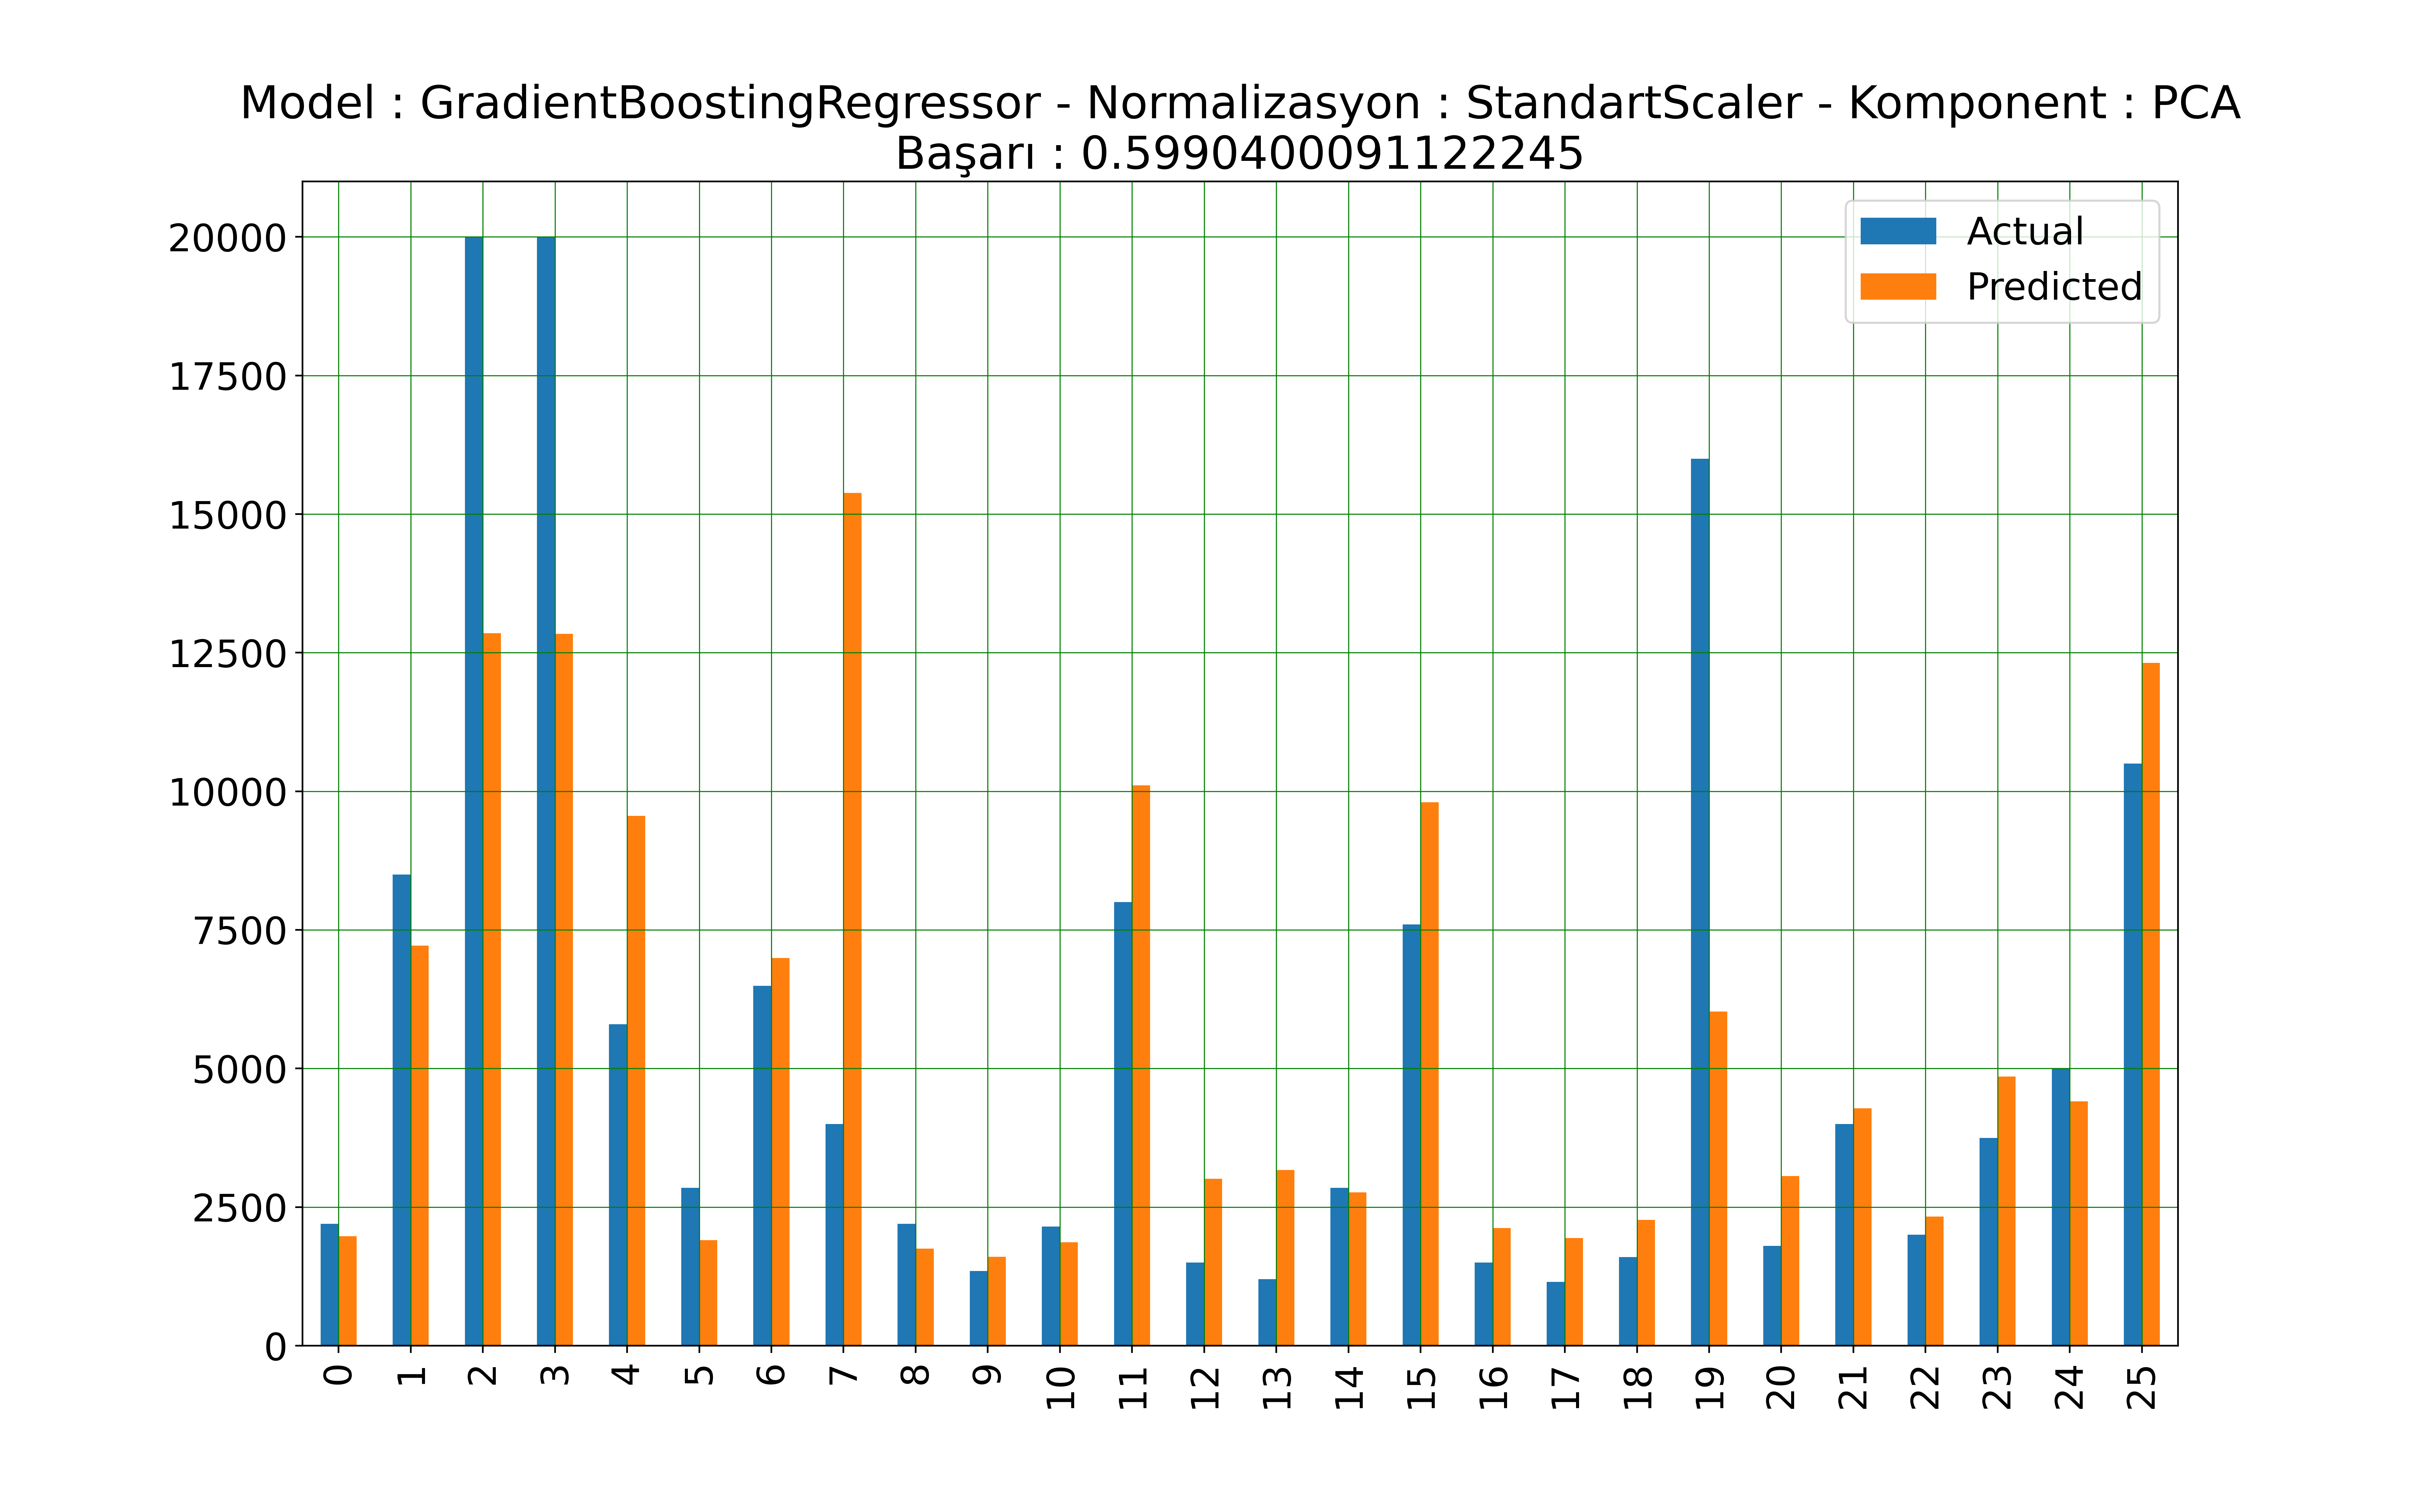 Model : GradientBoostingRegressor - Normalizasyon : StandartScaler - Komponent : PCA
Başarı : 0.5990400091122245
Actual
Predicted
20000
17500
15000
12500
10000
7500
5000
2500
0
0 1 2 3 4 5 6 7 8 9 10 11 12 13 14 15 16 17 18 19 20 21 22 23 24 25